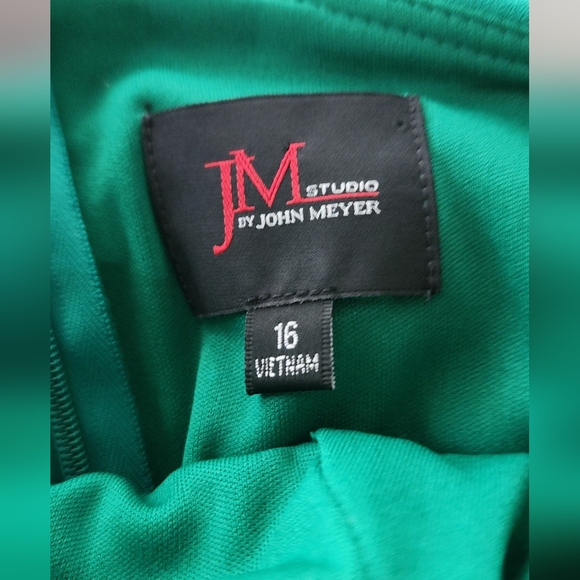 JM STUDIO
BY JOHN MEYER
16
VIETNAM